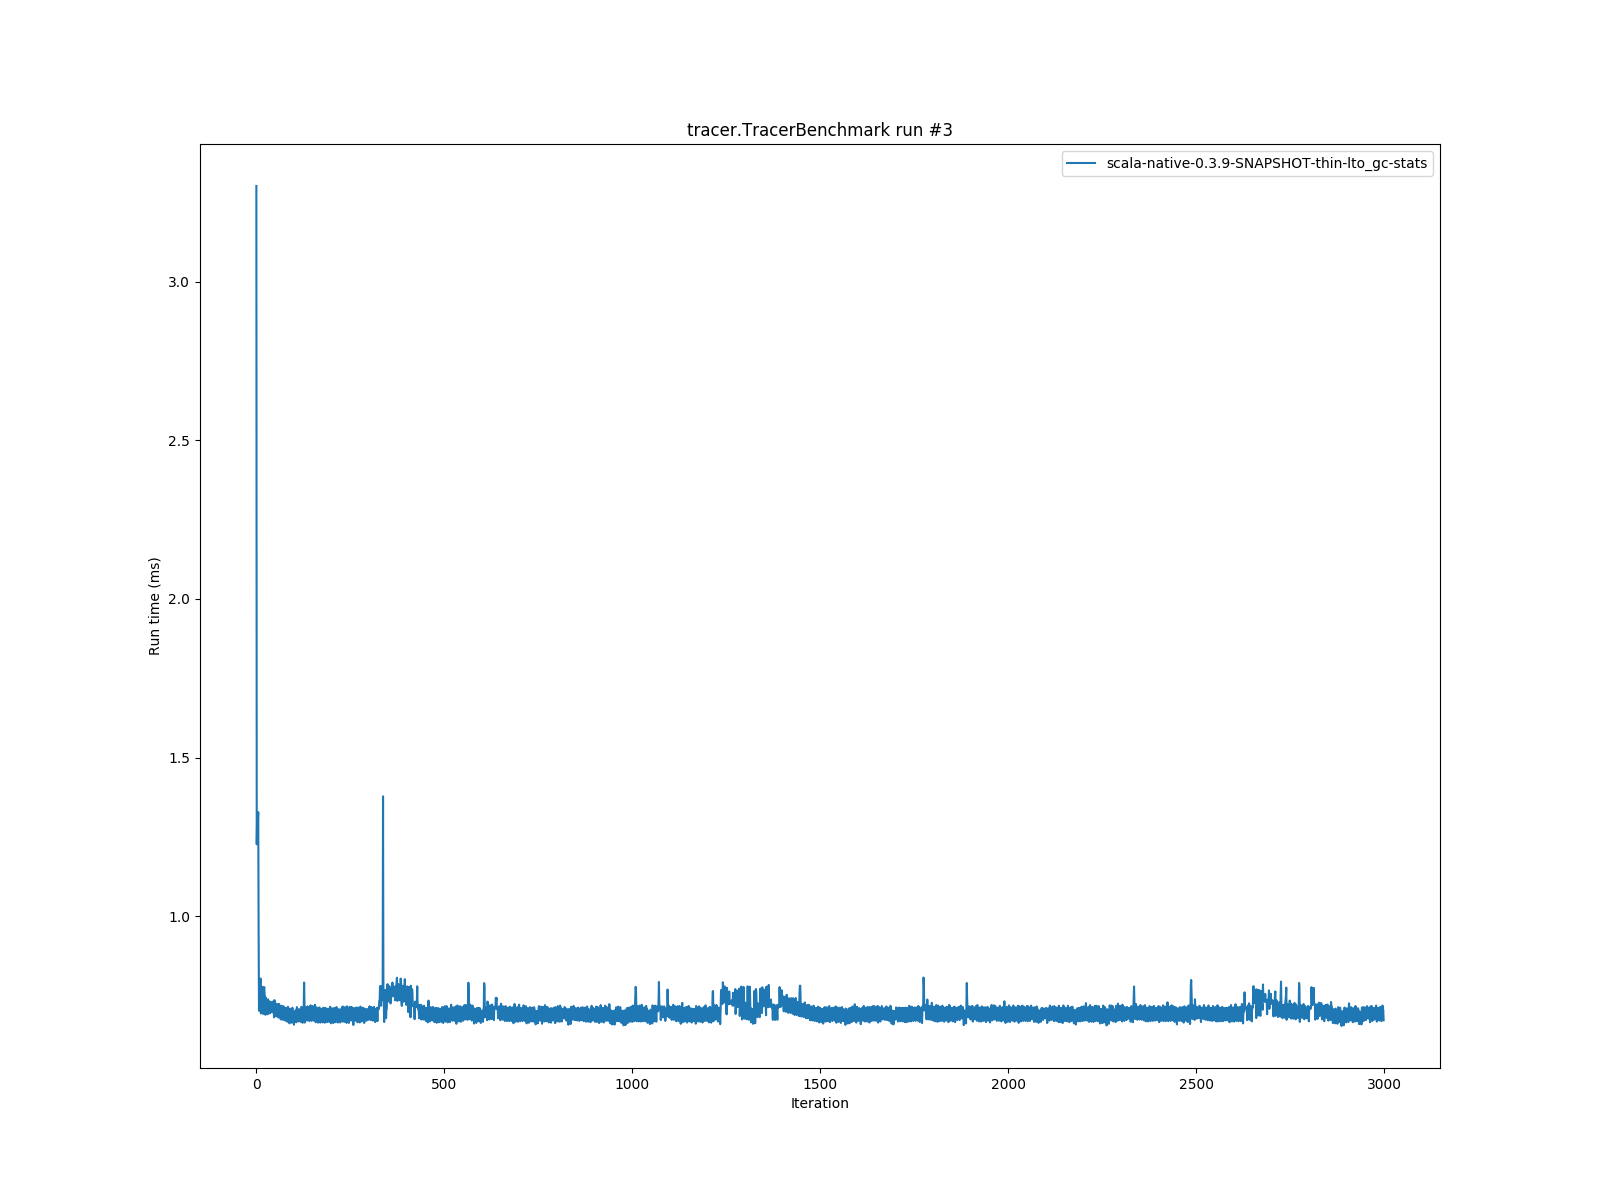 tracer.TracerBenchmark run #3
scala-native-0.3.9-SNAPSHOT-thin-lto_gc-stats
3.0
2.5
2.0
1.5
1.0
Run time (ms)
0 500 1000 1500 2000 2500 3000
Iteration